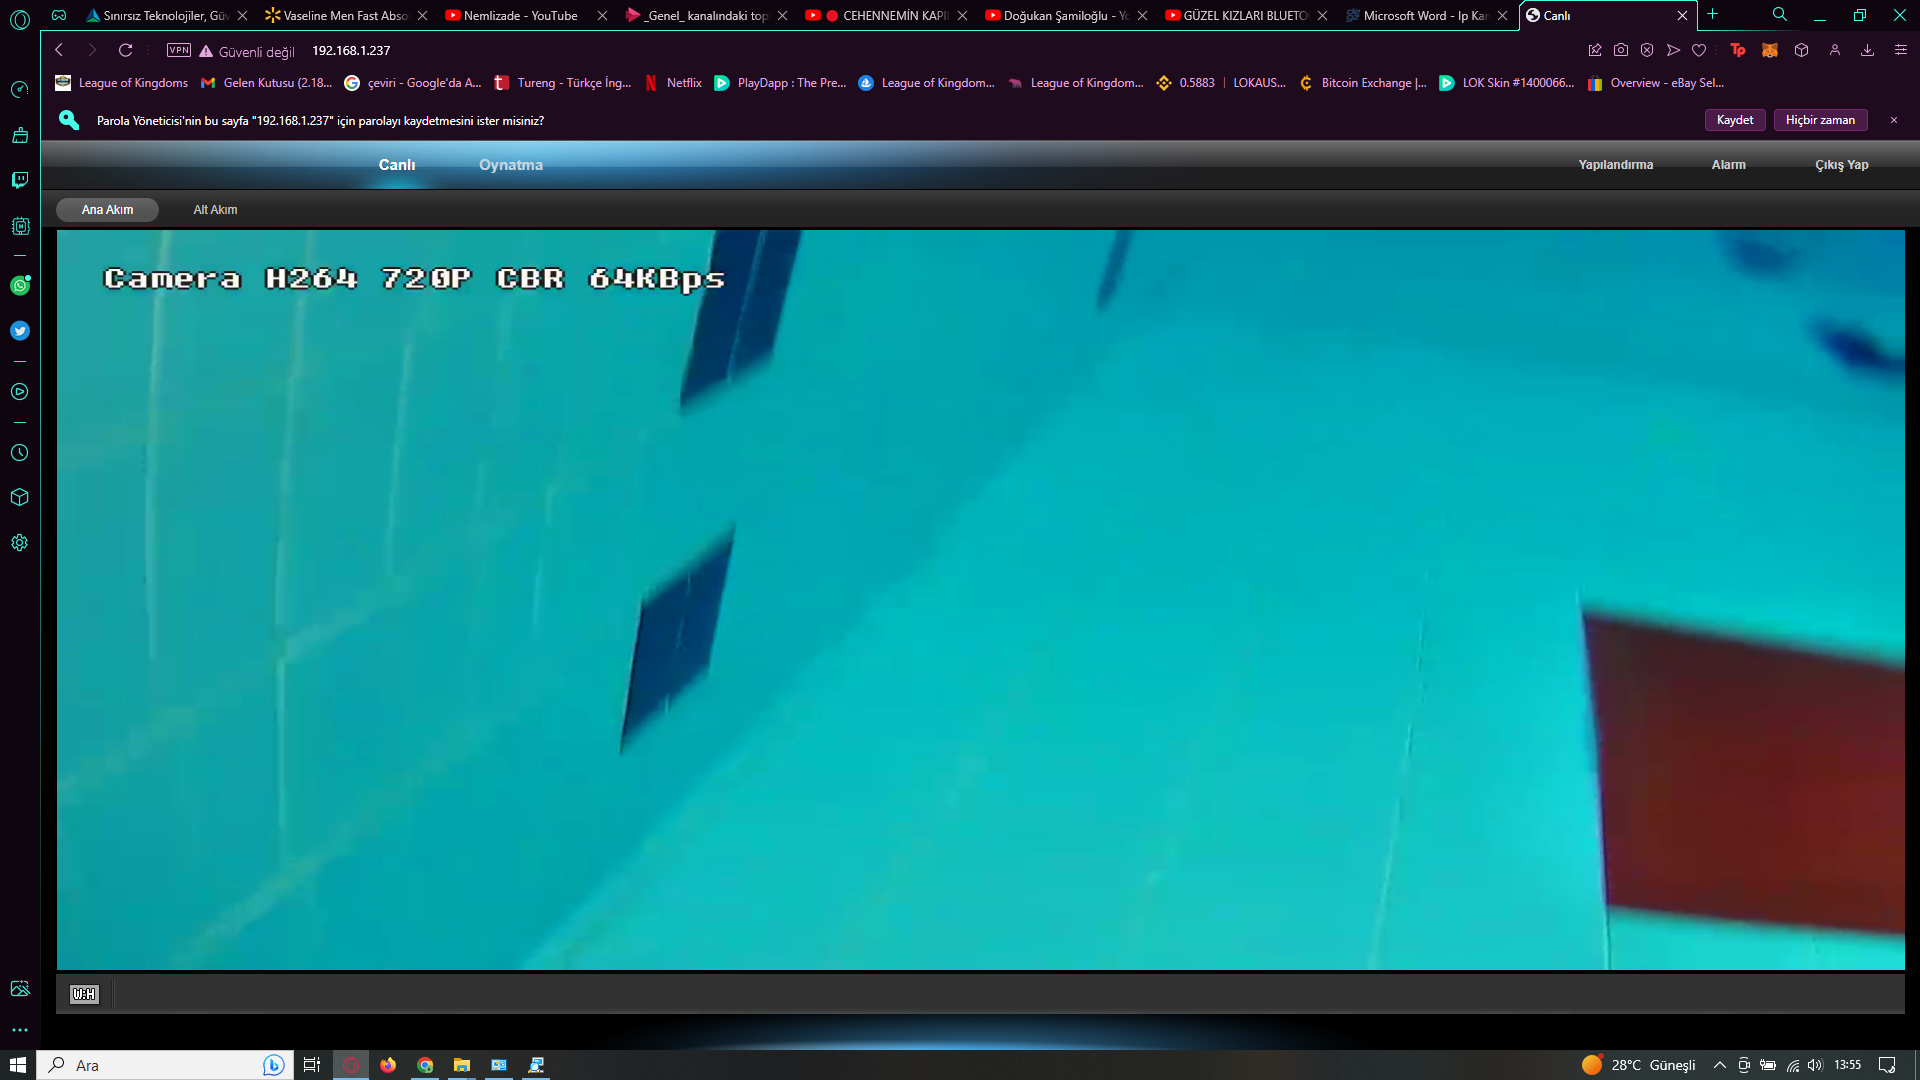 Sınırsız Teknolojiler, Gü
Vaseline Men Fast Abso
Nemlizade - YouTube
_Genel_ kanalındaki top
CEHENNEMİN KAPI
Doğukan Şamiloğlu - Yo
GÜZEL KIZLARI BLUETO
Microsoft Word - Ip Kar
Canlı
VPN
Güvenli değil
192.168.1.237
Tp
League of Kingdoms
Gelen Kutusu (2.18...
çeviri - Google'da A...
Tureng - Türkçe İng...
Netflix
PlayDapp : The Pre...
League of Kingdom...
League of Kingdom...
0.5883 | LOKAUS...
Bitcoin Exchange |...
LOK Skin #1400066...
Overview - eBay Sel...
Parola Yöneticisi'nin bu sayfa "192.168.1.237" için parolayı kaydetmesini ister misiniz?
Kaydet
Hiçbir zaman
Canlı
Oynatma
Yapılandırma
Alarm
Çıkış Yap
Ana Akım
Alt Akım
Camera H264 720P CBR 64KBps
W:H
Ara
28°C Güneşli
13:55